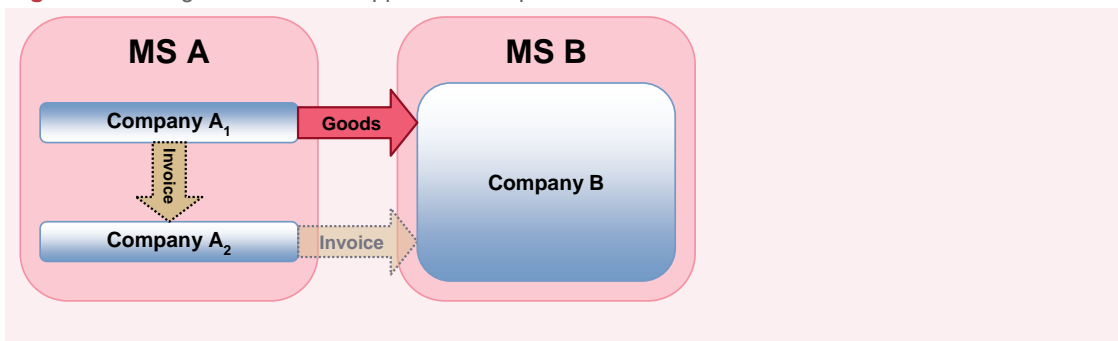 MS A
MS B
Company A1
Goods
Invoice
Company B
Company A2
Invoice